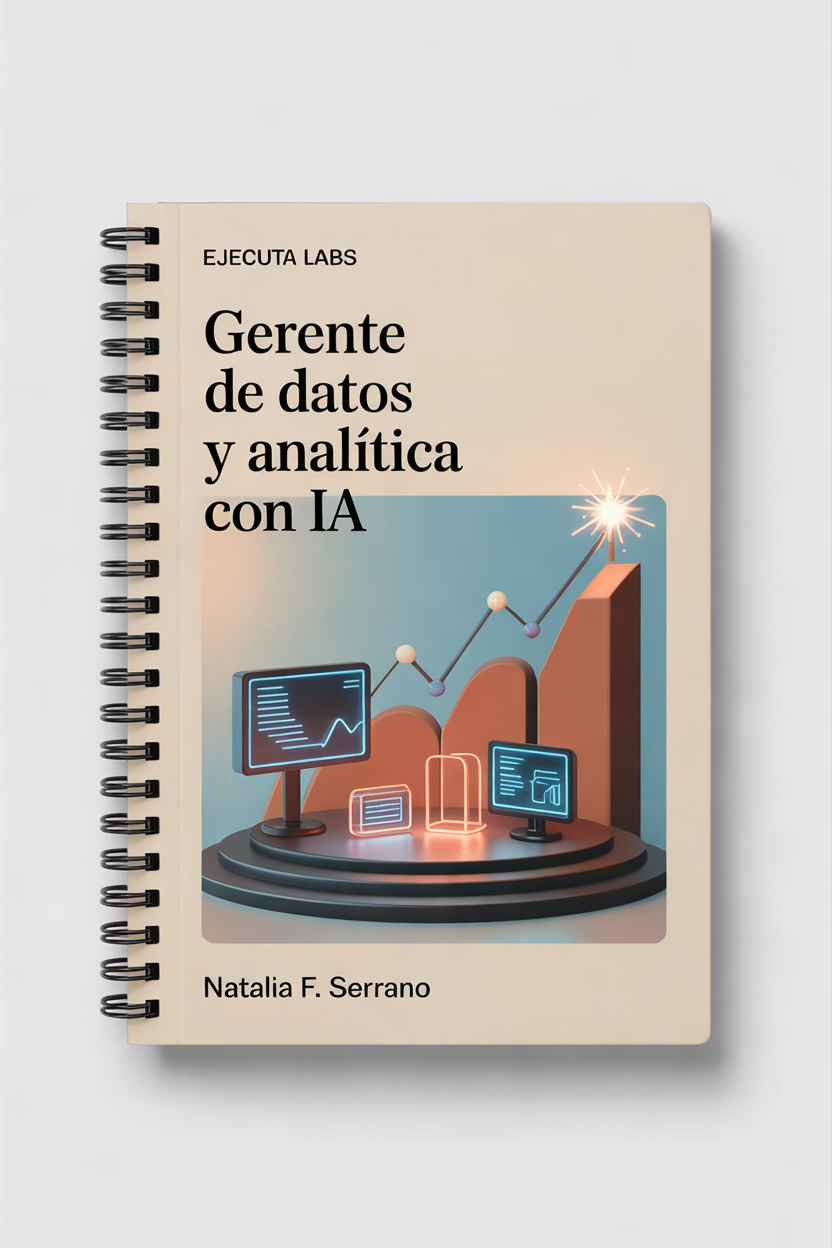 EJECUTA LABS
Gerente
de datos
y analítica
con IA
Natalia F. Serrano